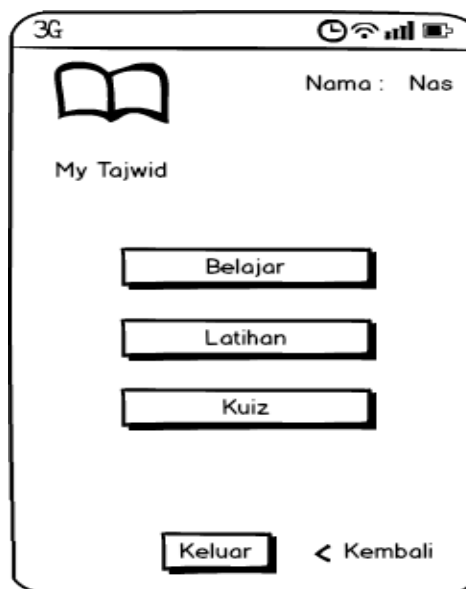 3G
Nama : Nas
My Tajwid
Belajar
Latihan
Kuiz
Keluar < Kembali